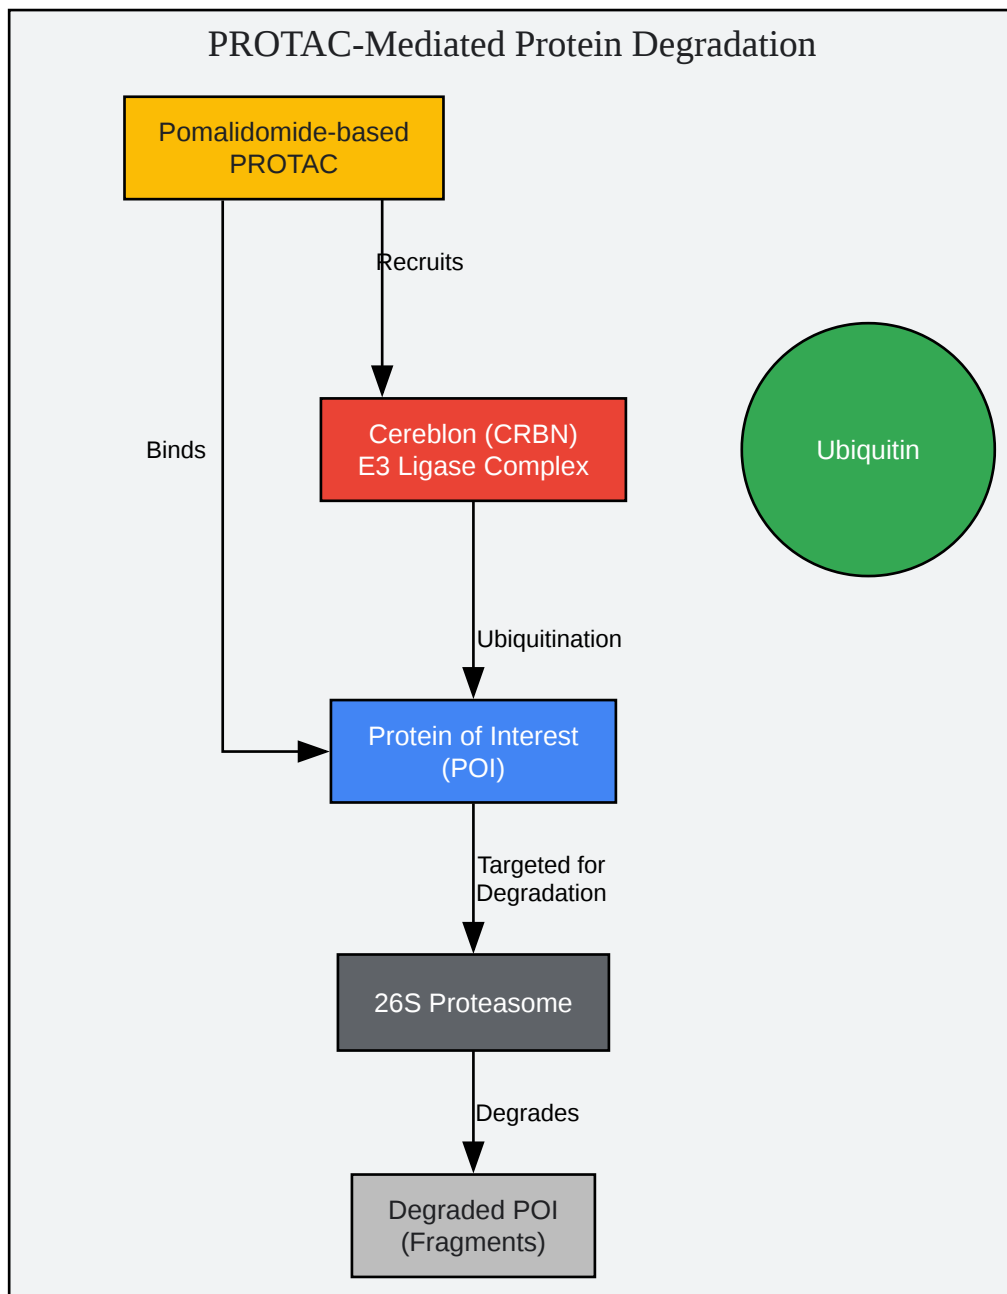 PROTAC-Mediated Protein Degradation
Pomalidomide-based
PROTAC
Recruits
Binds
Cereblon (CRBN)
E3 Ligase Complex
Ubiquitin
Ubiquitination
Protein of Interest
(POI)
Targeted for
Degradation
26S Proteasome
Degrades
Degraded POI
(Fragments)